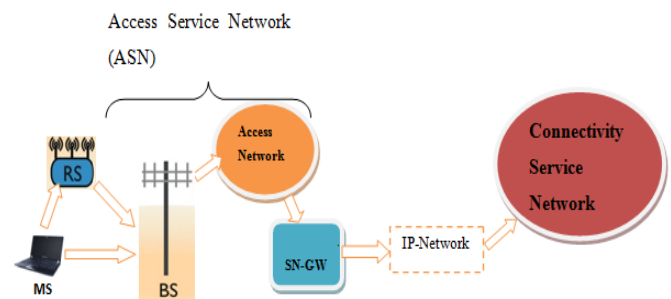 Access Service Network
(ASN)
Access
Network
Connectivity
Service
Network
RS
SN-GW
IP-Network
MS
BS